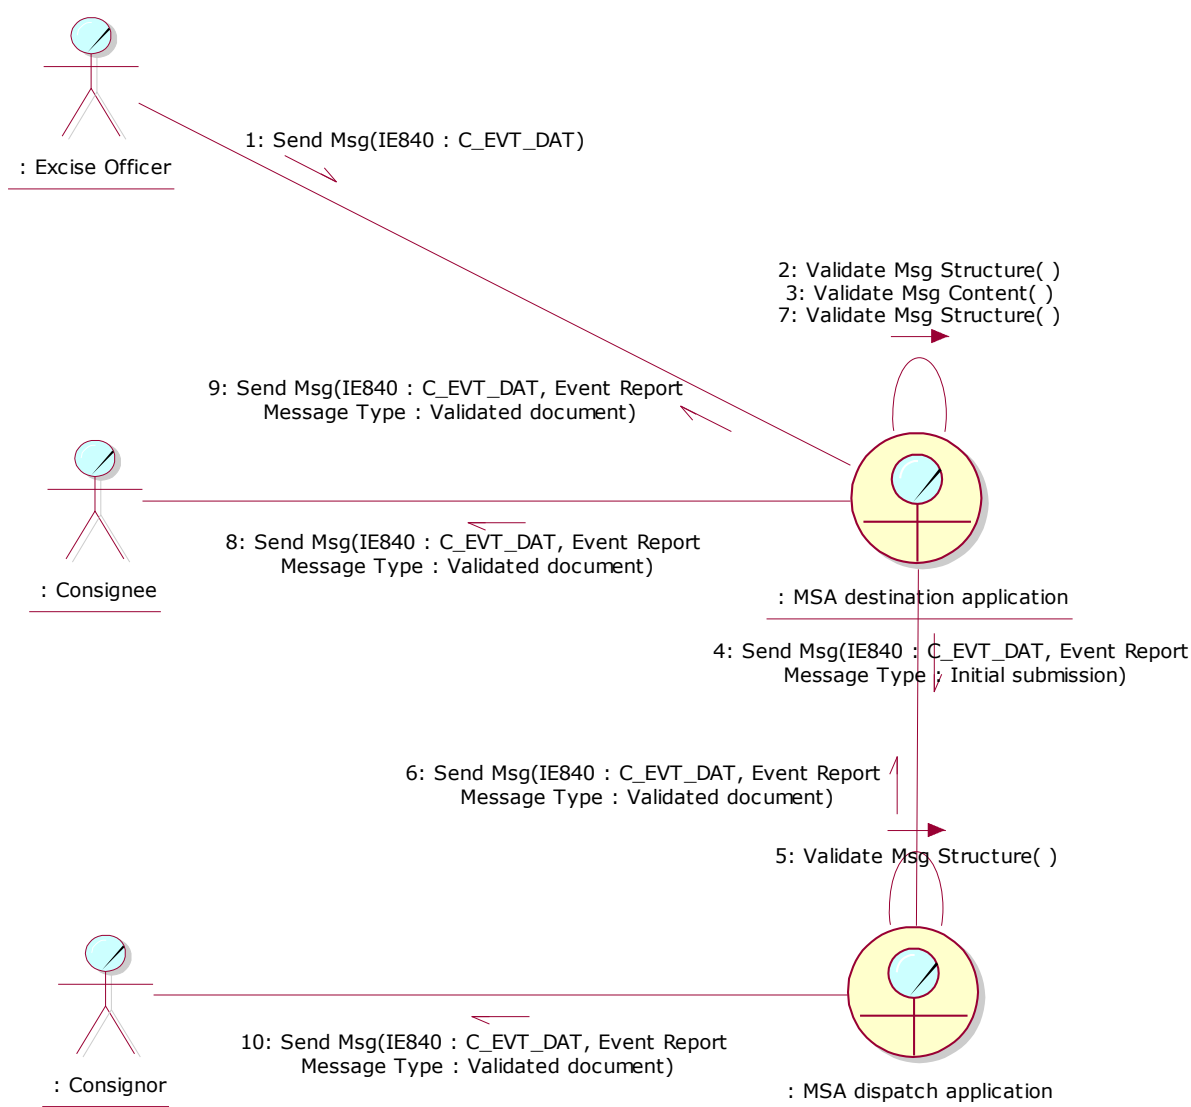 1: Send Msg(IE840 : C_EVT_DAT)
: Excise Officer
2: Validate Msg Structure( )
3: Validate Msg Content( )
7: Validate Msg Structure( )
9: Send Msg(IE840 : C_EVT_DAT, Event Report
Message Type : Validated document)
8: Send Msg(IE840 : C_EVT_DAT, Event Report
Message Type : Validated document)
: Consignee
: MSA destination application
4: Send Msg(IE840 : C_EVT_DAT, Event Report
Message Type : Initial submission)
6: Send Msg(IE840 : C_EVT_DAT, Event Report
Message Type : Validated document)
5: Validate Msg Structure( )
10: Send Msg(IE840 : C_EVT_DAT, Event Report
Message Type : Validated document)
: Consignor
: MSA dispatch application